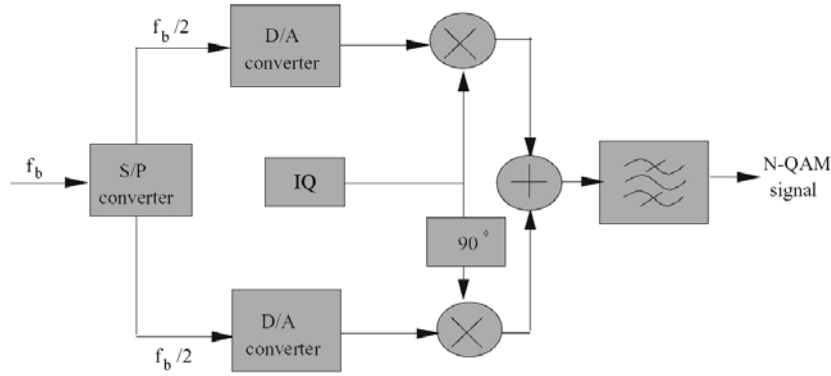 f_b /2
D/A
converter
f_b
S/P
converter
IQ
N-QAM
signal
90°
D/A
converter
f_b /2